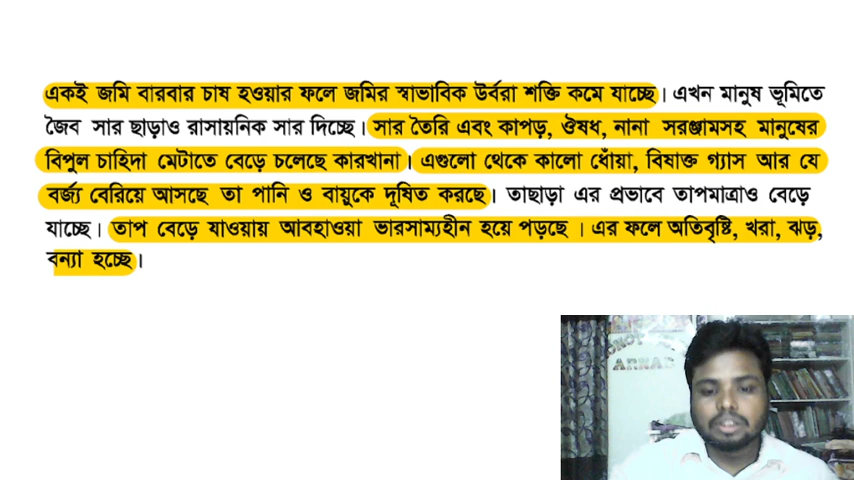 একই জমি বারবার চাষ হওয়ার ফলে জমির স্বাভাবিক উর্বরা শক্তি কমে যাচ্ছে। এখন মানুষ ভূমিতে
জৈব সার ছাড়াও রাসায়নিক সার দিচ্ছে। সার তৈরি এবং কাপড়, ঔষধ, নানা সরঞ্জামসহ মানুষের
বিপুল চাহিদা মেটাতে বেড়ে চলেছে কারখানা। এগুলো থেকে কালো ধোঁয়া, বিষাক্ত গ্যাস আর যে
বর্জ্য বেরিয়ে আসছে তা পানি ও বায়ুকে দূষিত করছে। তাছাড়া এর প্রভাবে তাপমাত্রাও বেড়ে
যাচ্ছে। তাপ বেড়ে যাওয়ায় আবহাওয়া ভারসাম্যহীন হয়ে পড়ছে । এর ফলে অতিবৃষ্টি, খরা, ঝড়,
বন্যা হচ্ছে।